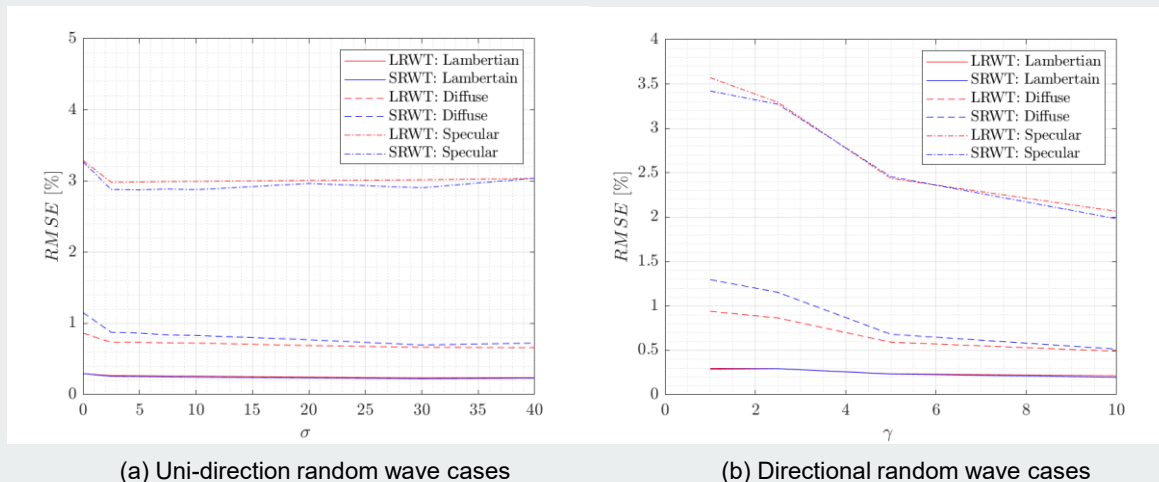 5
4
3
2
1
0
RMSE [%]
0 5 10 15 20 25 30 35 40
σ
LRWT: Lambertian
SRWT: Lambertain
LRWT: Diffuse
SRWT: Diffuse
LRWT: Specular
SRWT: Specular
(a) Uni-direction random wave cases
4
3.5
3
2.5
2
1.5
1
0.5
0
RMSE [%]
0 2 4 6 8 10
γ
LRWT: Lambertian
SRWT: Lambertain
LRWT: Diffuse
SRWT: Diffuse
LRWT: Specular
SRWT: Specular
(b) Directional random wave cases